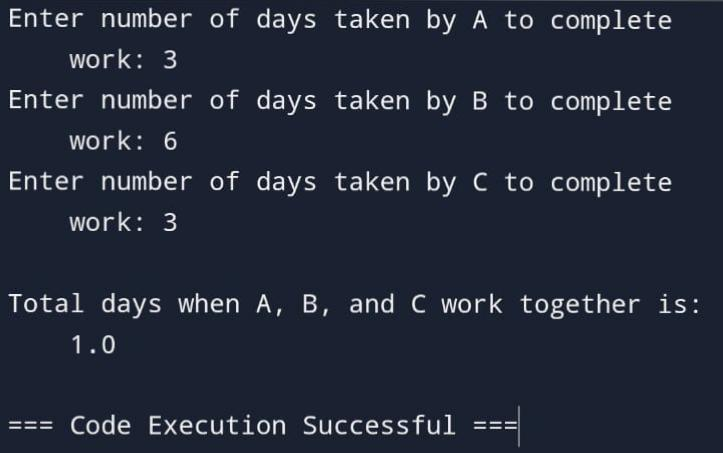 Enter number of days taken by A to complete
work: 3
Enter number of days taken by B to complete
work: 6
Enter number of days taken by C to complete
work: 3
Total days when A, B, and C work together is:
1.0
=== Code Execution Successful ===